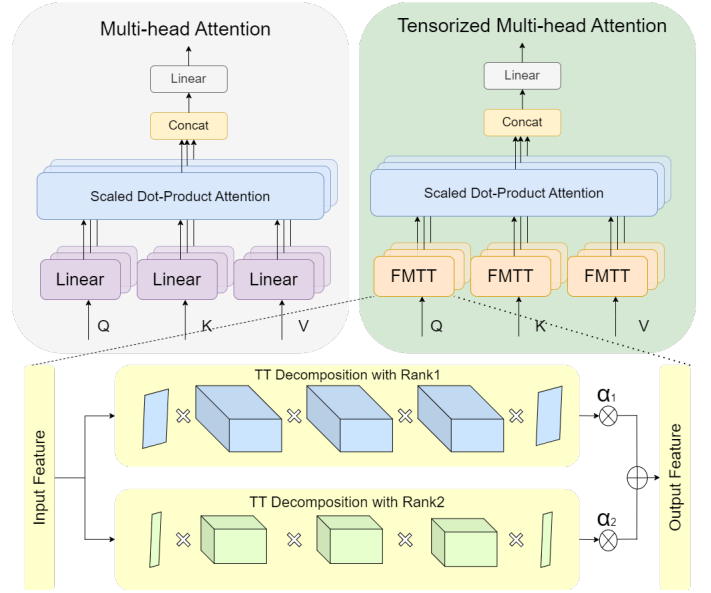 Multi-head Attention
Linear
Concat
Scaled Dot-Product Attention
Linear
Linear
Linear
Q
K
V
Tensorized Multi-head Attention
Linear
Concat
Scaled Dot-Product Attention
FMTT
FMTT
FMTT
Q
K
V
Input Feature
TT Decomposition with Rank1
α1
TT Decomposition with Rank2
α2
Output Feature